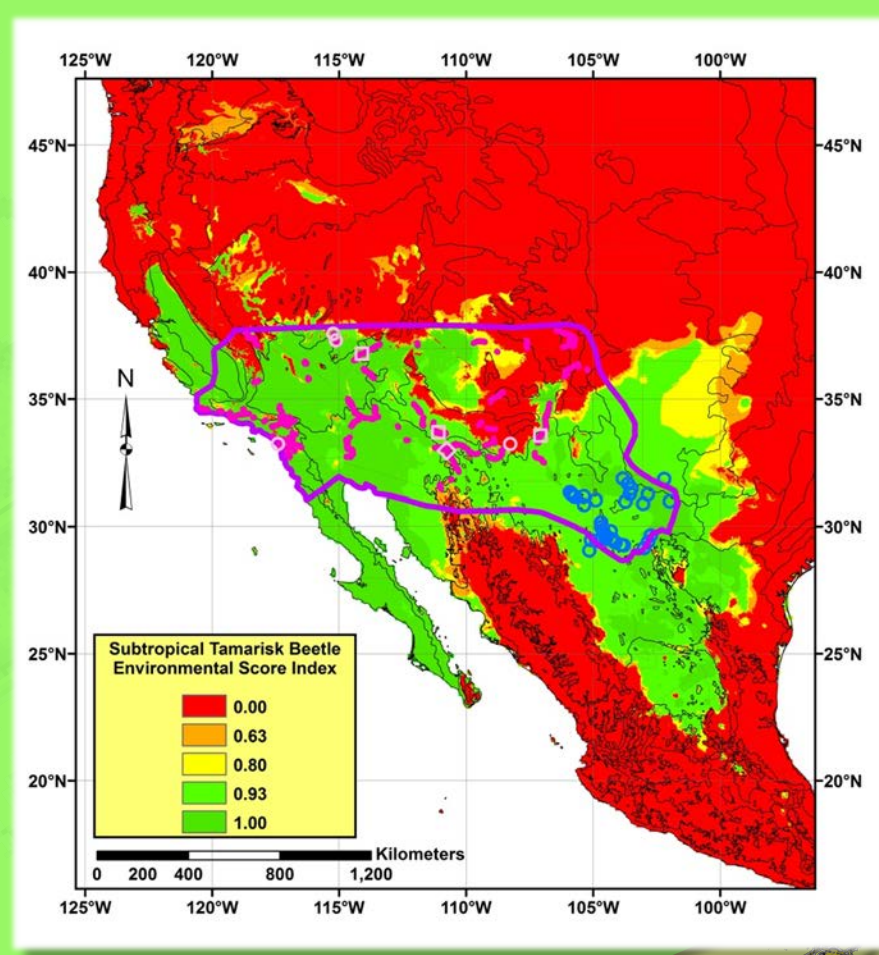 125°W 120°W 115°W 110°W 105°W 100°W
45°N 45°N
40°N 40°N
35°N 35°N
N
30°N 30°N
25°N 25°N
20°N 20°N
Subtropical Tamarisk Beetle
Environmental Score Index
0.00
0.63
0.80
0.93
1.00
Kilometers
0 200 400 800 1,200
125°W 120°W 115°W 110°W 105°W 100°W